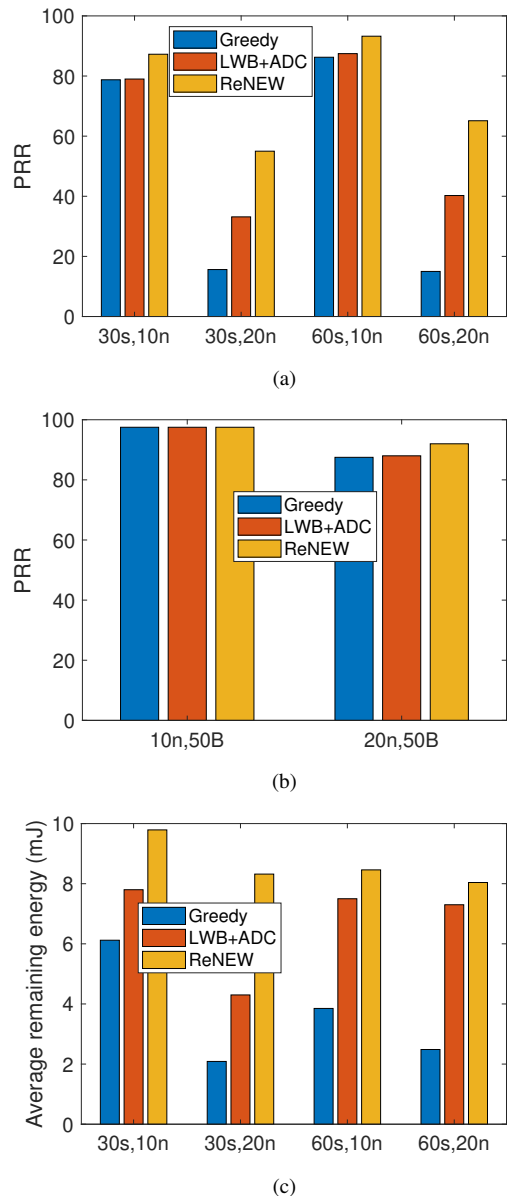 100
80
60
40
20
0
PRR
Greedy
LWB+ADC
ReNEW
30s,10n 30s,20n 60s,10n 60s,20n
(a)
100
80
60
40
20
0
PRR
Greedy
LWB+ADC
ReNEW
10n,50B 20n,50B
(b)
10
8
6
4
2
0
Average remaining energy (mJ)
Greedy
LWB+ADC
ReNEW
30s,10n 30s,20n 60s,10n 60s,20n
(c)